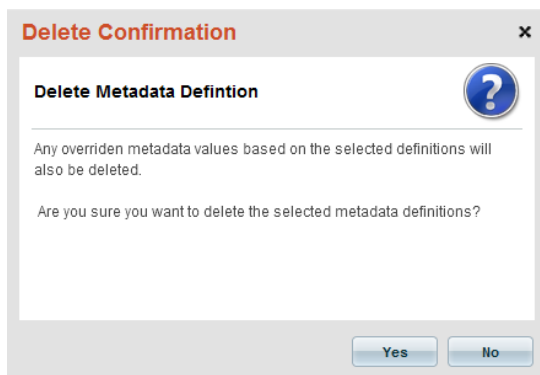 Delete Confirmation
Delete Metadata Defintion
Any overriden metadata values based on the selected definitions will
also be deleted.
Are you sure you want to delete the selected metadata definitions?
Yes No